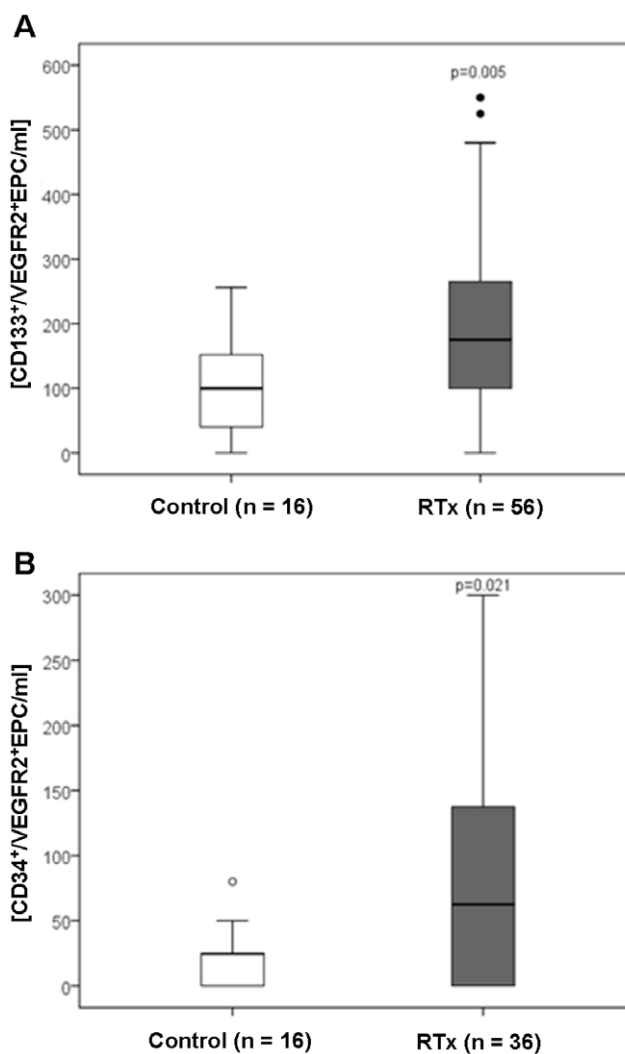 A
[CD133⁺/VEGFR2⁺EPC/ml]
600
500
400
300
200
100
0
p=0.005
Control (n = 16)
RTx (n = 56)
B
[CD34⁺/VEGFR2⁺EPC/ml]
300
250
200
150
100
50
0
p=0.021
Control (n = 16)
RTx (n = 36)